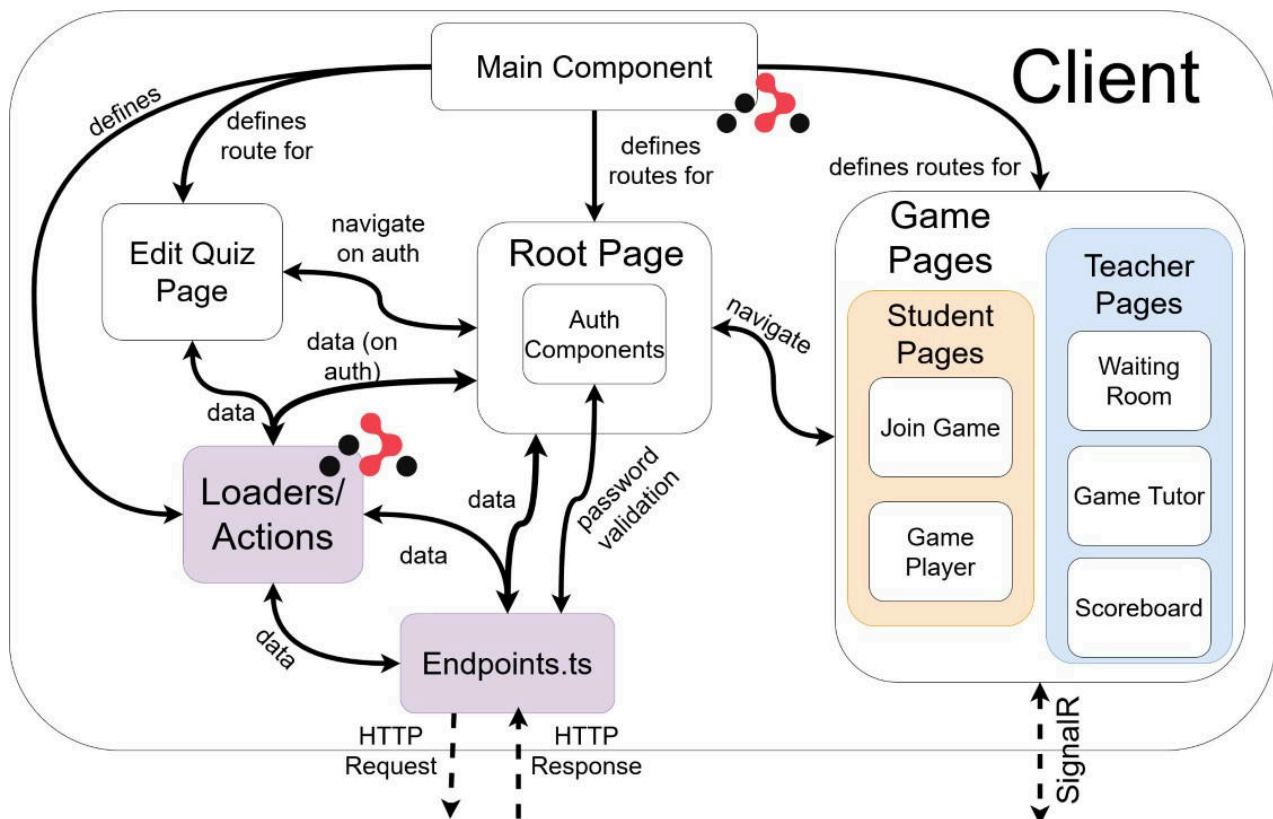 Main Component
Client
defines
defines
route for
defines
routes for
defines routes for
Edit Quiz
Page
navigate
on auth
Root Page
Auth
Components
navigate
Game
Pages
Student
Pages
Join Game
Game
Player
Teacher
Pages
Waiting
Room
Game Tutor
Scoreboard
data (on
auth)
data
Loaders/
Actions
data
data
password
validation
data
Endpoints.ts
HTTP
Request
HTTP
Response
SignalR